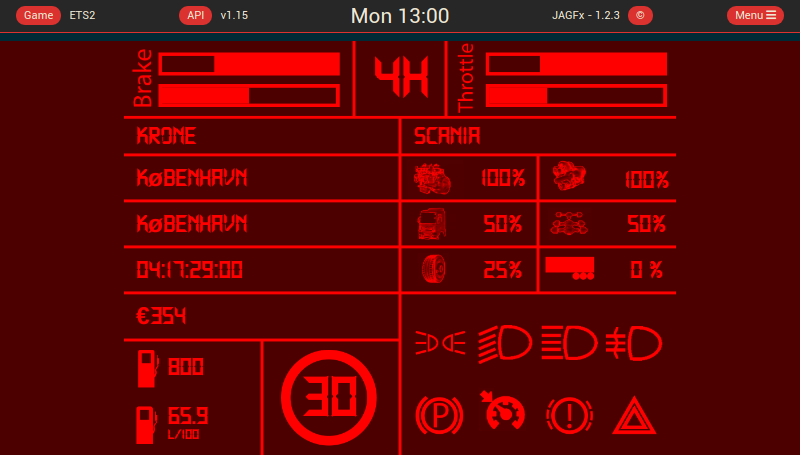 Game ETS2 API v1.15 Mon 13:00 JAGFx - 1.2.3 © Menu
Brake 4H Throttle
KRONE SCANIA
KØBENHAVN 100% 100%
KØBENHAVN 50% 50%
04:17:29:00 25% 0 %
€354
800 30
65.9
L/100
P !